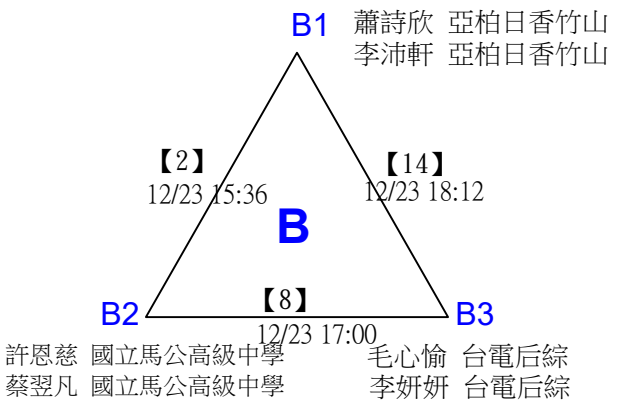 B1
蕭詩欣 亞柏日香竹山
李沛軒 亞柏日香竹山
【2】
12/23 15:36
【14】
12/23 18:12
B
B2
【8】
12/23 17:00
B3
許恩慈 國立馬公高級中學
蔡翌凡 國立馬公高級中學
毛心愉 台電后綜
李妍妍 台電后綜